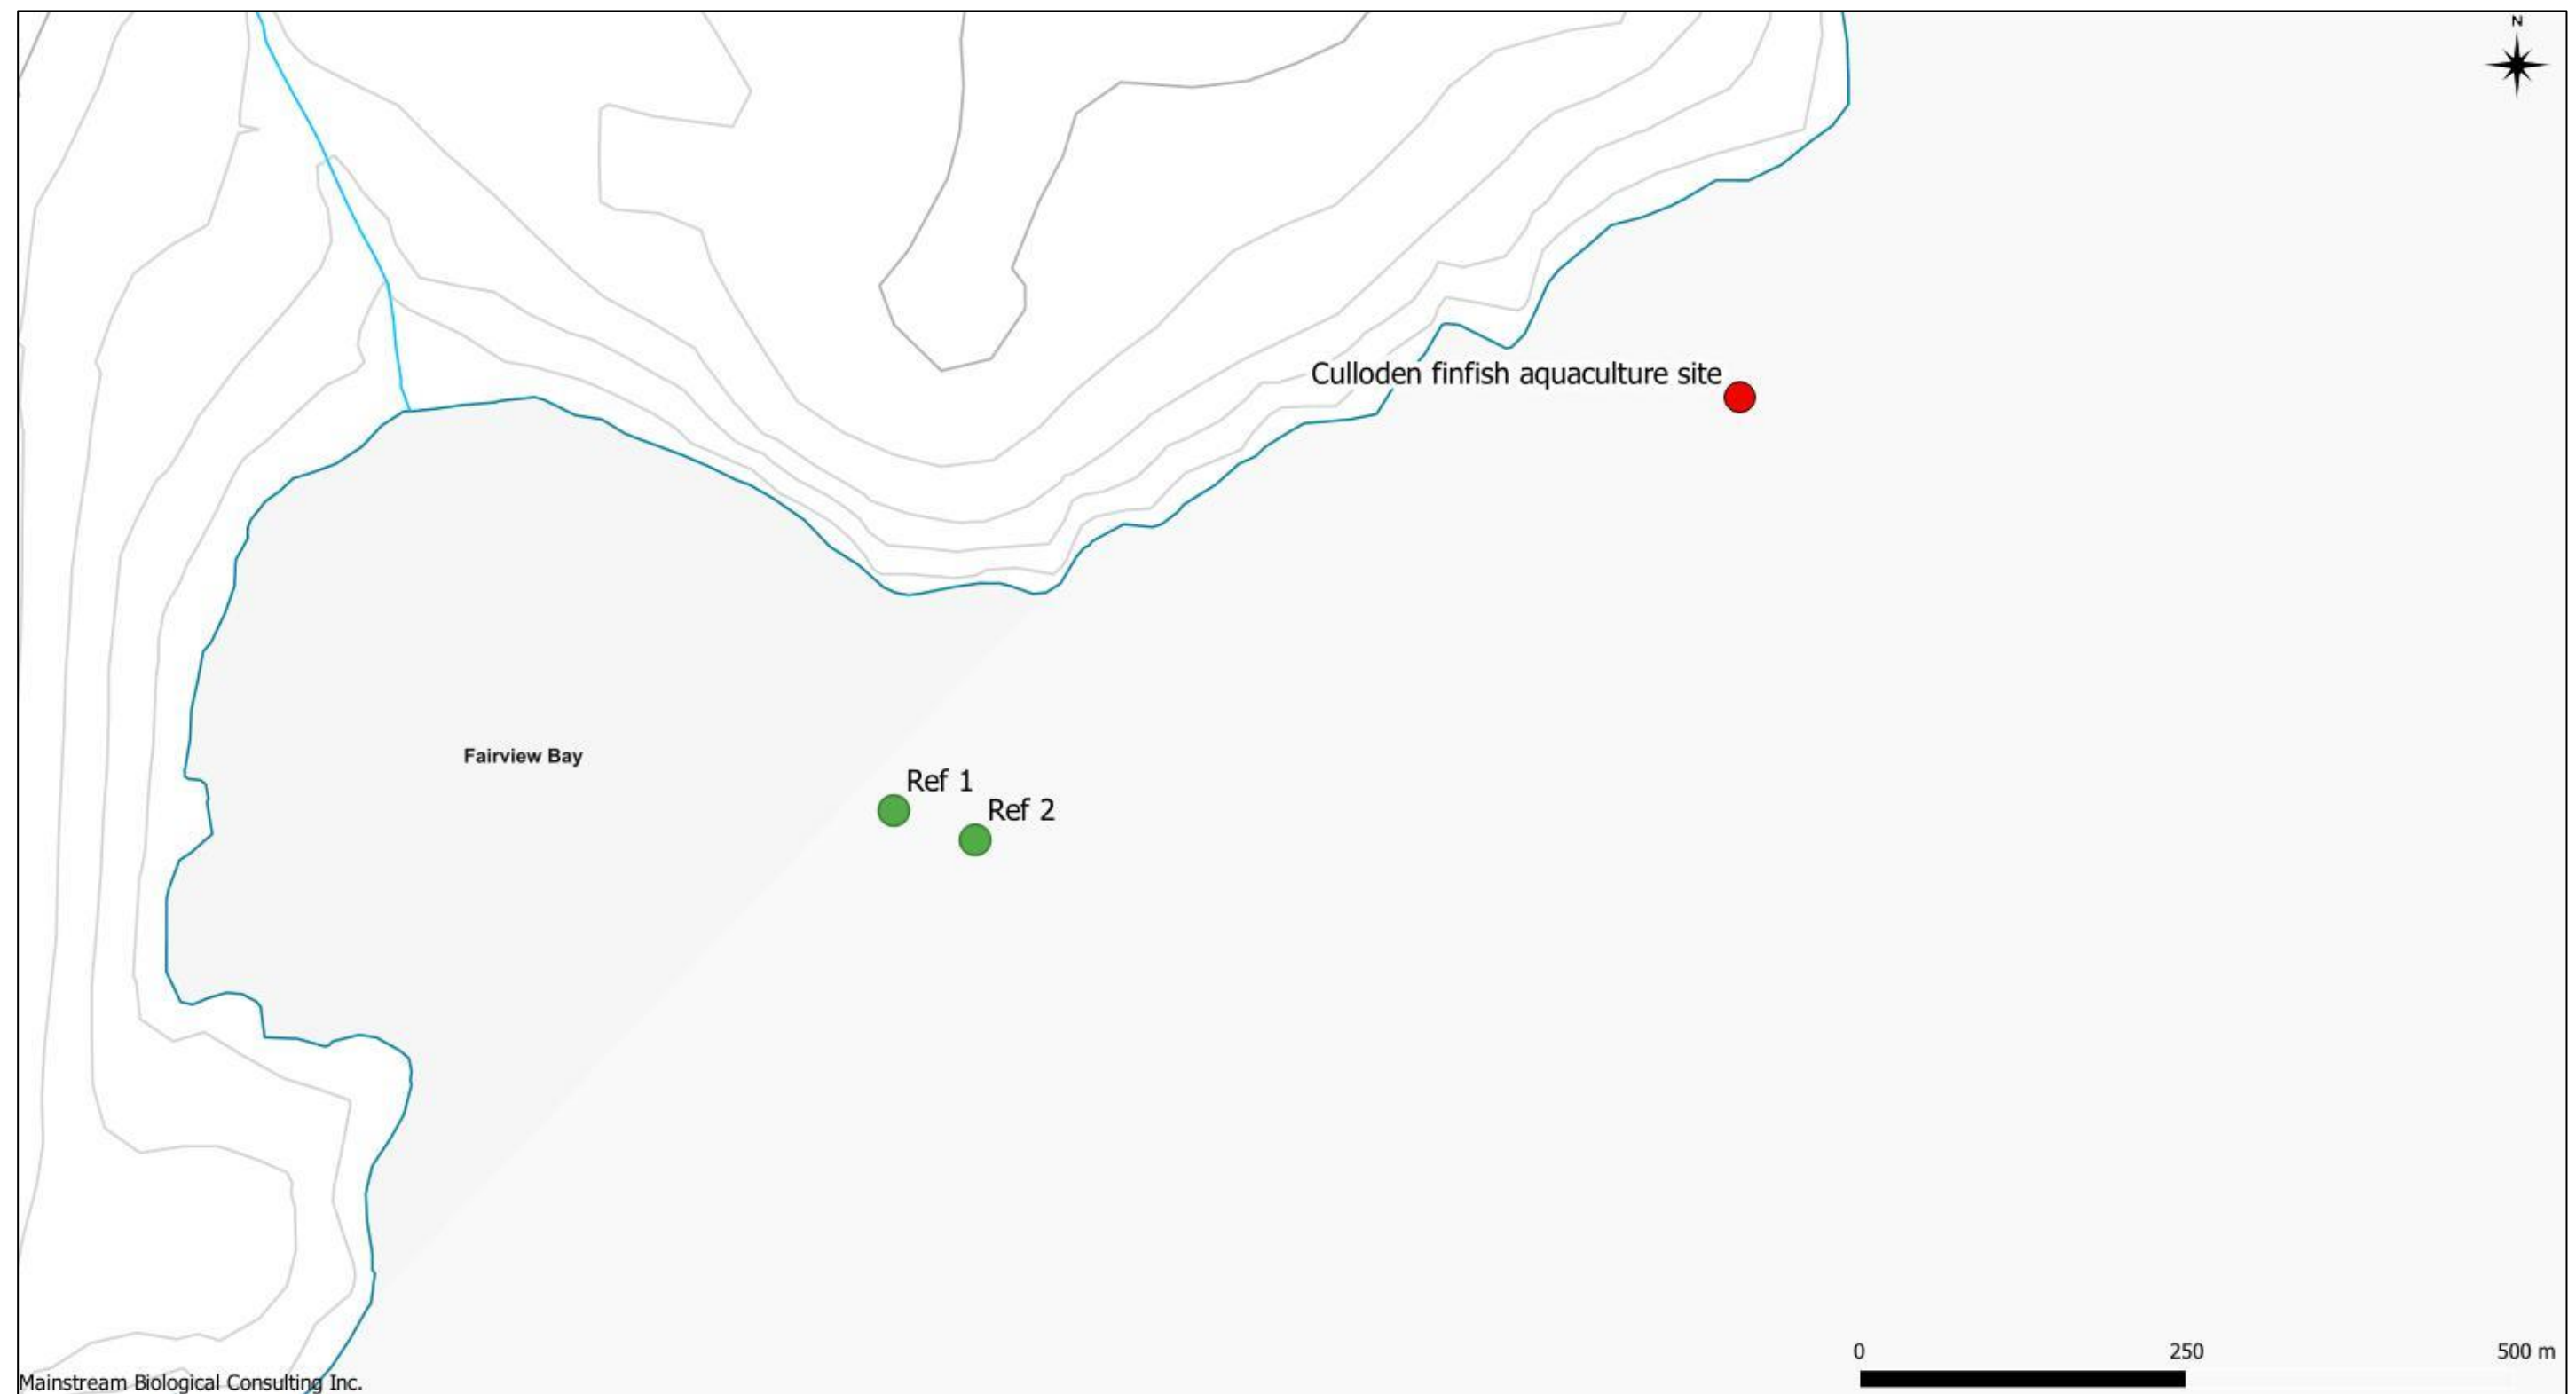 N
Culloden finfish aquaculture site
Fairview Bay
Ref 1
Ref 2
0 250 500 m
Mainstream Biological Consulting Inc.